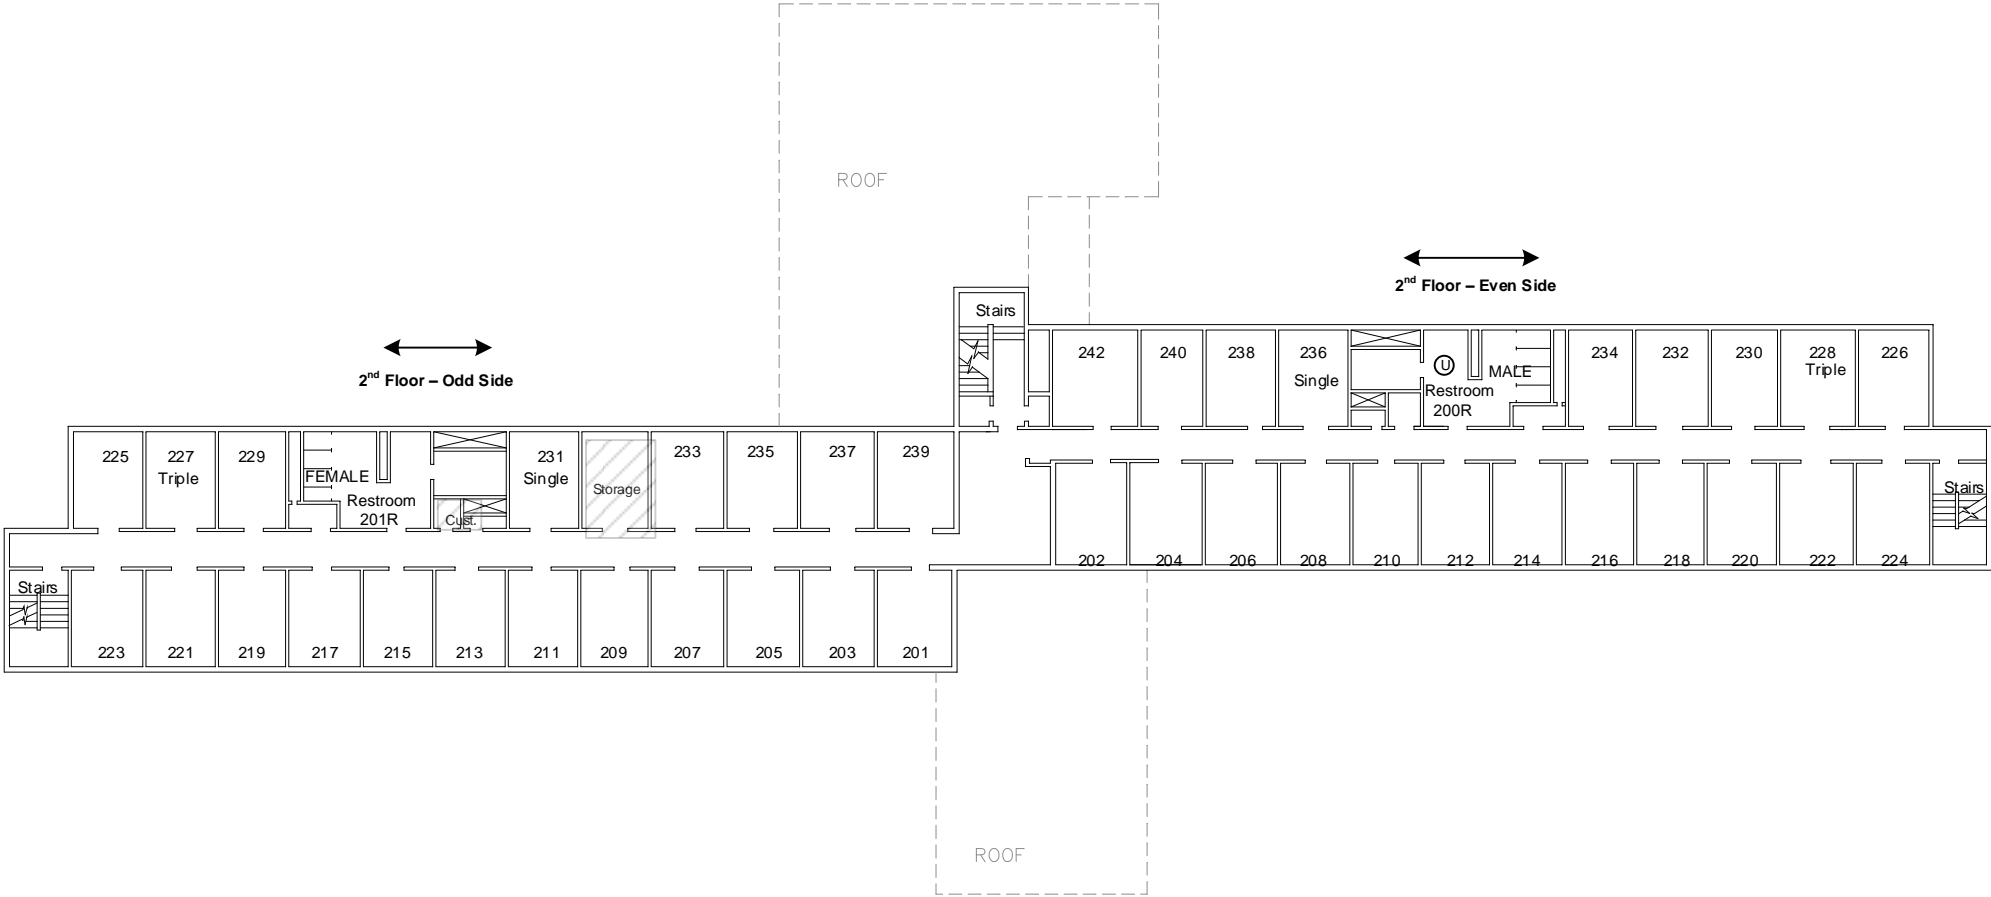 ROOF
2nd Floor – Even Side
Stairs
242 240 238 236 234 232 230 228 226
Single
Triple
U
MALE
Restroom
200R
2nd Floor – Odd Side
225 227 229 231 233 235 237 239
Triple
Single
FEMALE
Restroom
201R
Cust.
Storage
Stairs
202 204 206 208 210 212 214 216 218 220 222 224
Stairs
223 221 219 217 215 213 211 209 207 205 203 201
ROOF